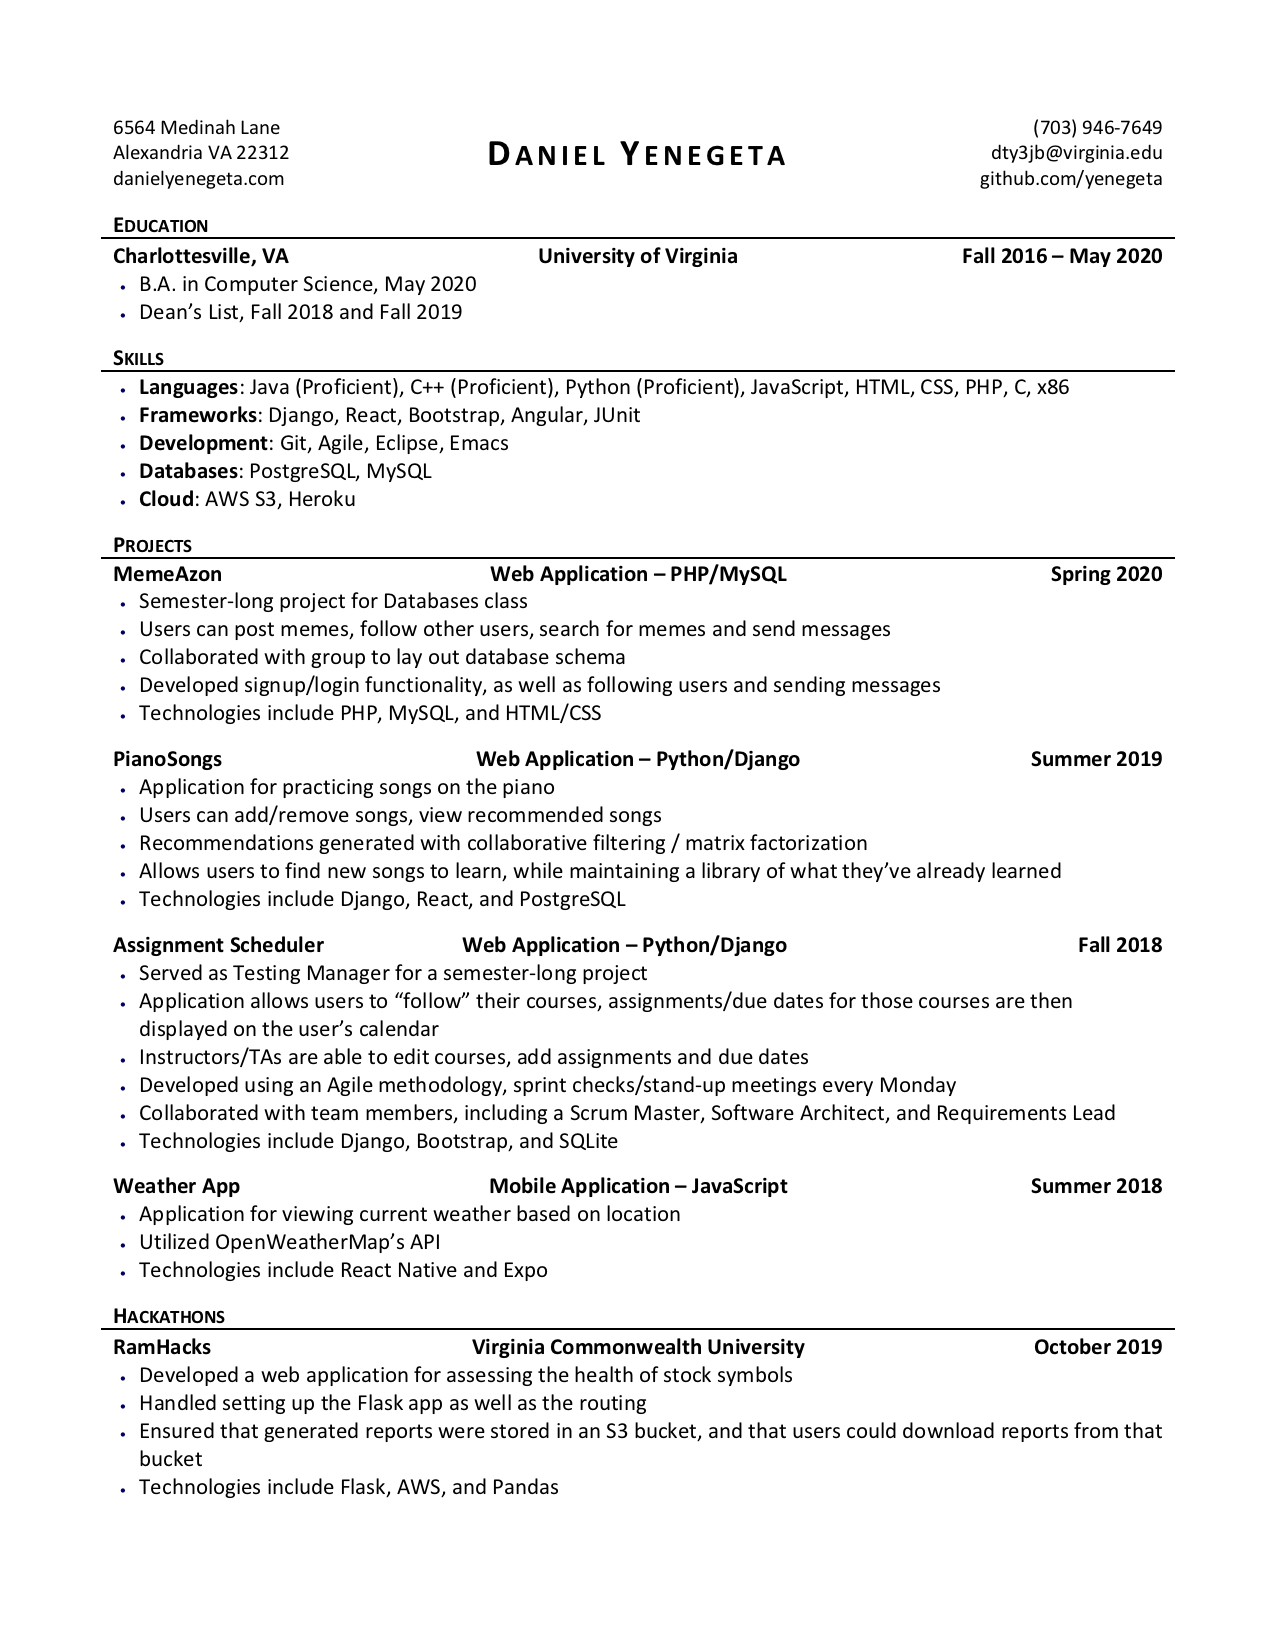 6564 Medinah Lane
Alexandria VA 22312
danielyenegeta.com
DANIEL YENEGETA
(703) 946-7649
dty3jb@virginia.edu
github.com/yenegeta
EDUCATION
Charlottesville, VA University of Virginia Fall 2016 – May 2020
• B.A. in Computer Science, May 2020
• Dean’s List, Fall 2018 and Fall 2019
SKILLS
• Languages: Java (Proficient), C++ (Proficient), Python (Proficient), JavaScript, HTML, CSS, PHP, C, x86
• Frameworks: Django, React, Bootstrap, Angular, JUnit
• Development: Git, Agile, Eclipse, Emacs
• Databases: PostgreSQL, MySQL
• Cloud: AWS S3, Heroku
PROJECTS
MemeAzon Web Application – PHP/MySQL Spring 2020
• Semester-long project for Databases class
• Users can post memes, follow other users, search for memes and send messages
• Collaborated with group to lay out database schema
• Developed signup/login functionality, as well as following users and sending messages
• Technologies include PHP, MySQL, and HTML/CSS
PianoSongs Web Application – Python/Django Summer 2019
• Application for practicing songs on the piano
• Users can add/remove songs, view recommended songs
• Recommendations generated with collaborative filtering / matrix factorization
• Allows users to find new songs to learn, while maintaining a library of what they’ve already learned
• Technologies include Django, React, and PostgreSQL
Assignment Scheduler Web Application – Python/Django Fall 2018
• Served as Testing Manager for a semester-long project
• Application allows users to “follow” their courses, assignments/due dates for those courses are then
displayed on the user’s calendar
• Instructors/TAs are able to edit courses, add assignments and due dates
• Developed using an Agile methodology, sprint checks/stand-up meetings every Monday
• Collaborated with team members, including a Scrum Master, Software Architect, and Requirements Lead
• Technologies include Django, Bootstrap, and SQLite
Weather App Mobile Application – JavaScript Summer 2018
• Application for viewing current weather based on location
• Utilized OpenWeatherMap’s API
• Technologies include React Native and Expo
HACKATHONS
RamHacks Virginia Commonwealth University October 2019
• Developed a web application for assessing the health of stock symbols
• Handled setting up the Flask app as well as the routing
• Ensured that generated reports were stored in an S3 bucket, and that users could download reports from that
bucket
• Technologies include Flask, AWS, and Pandas